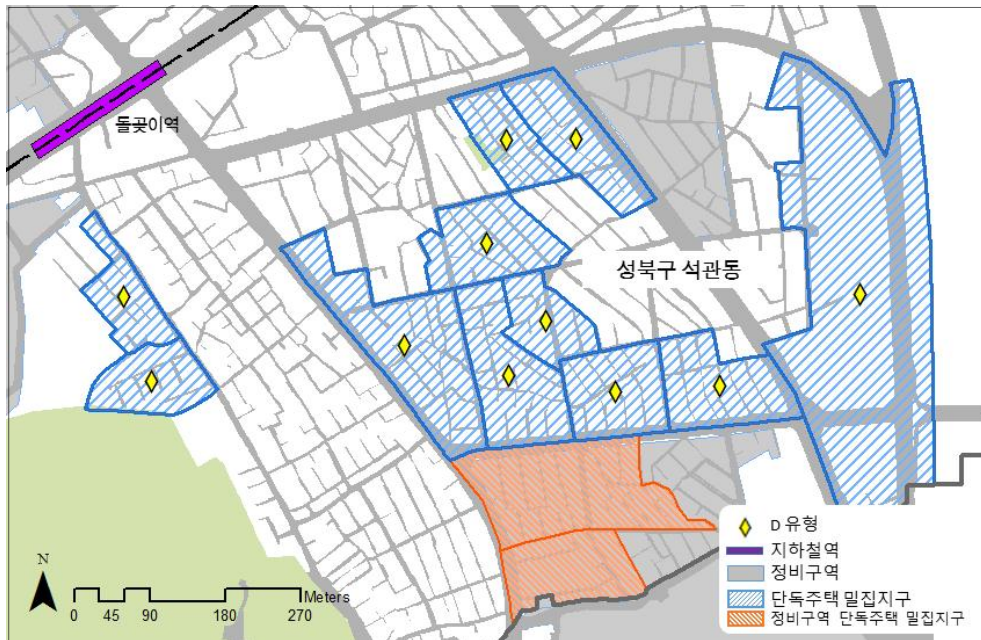 돌곶이역
성북구 석관동
D 유형
지하철역
정비구역
단독주택 밀집지구
정비구역 단독주택 밀집지구
N
Meters
0 45 90 180 270